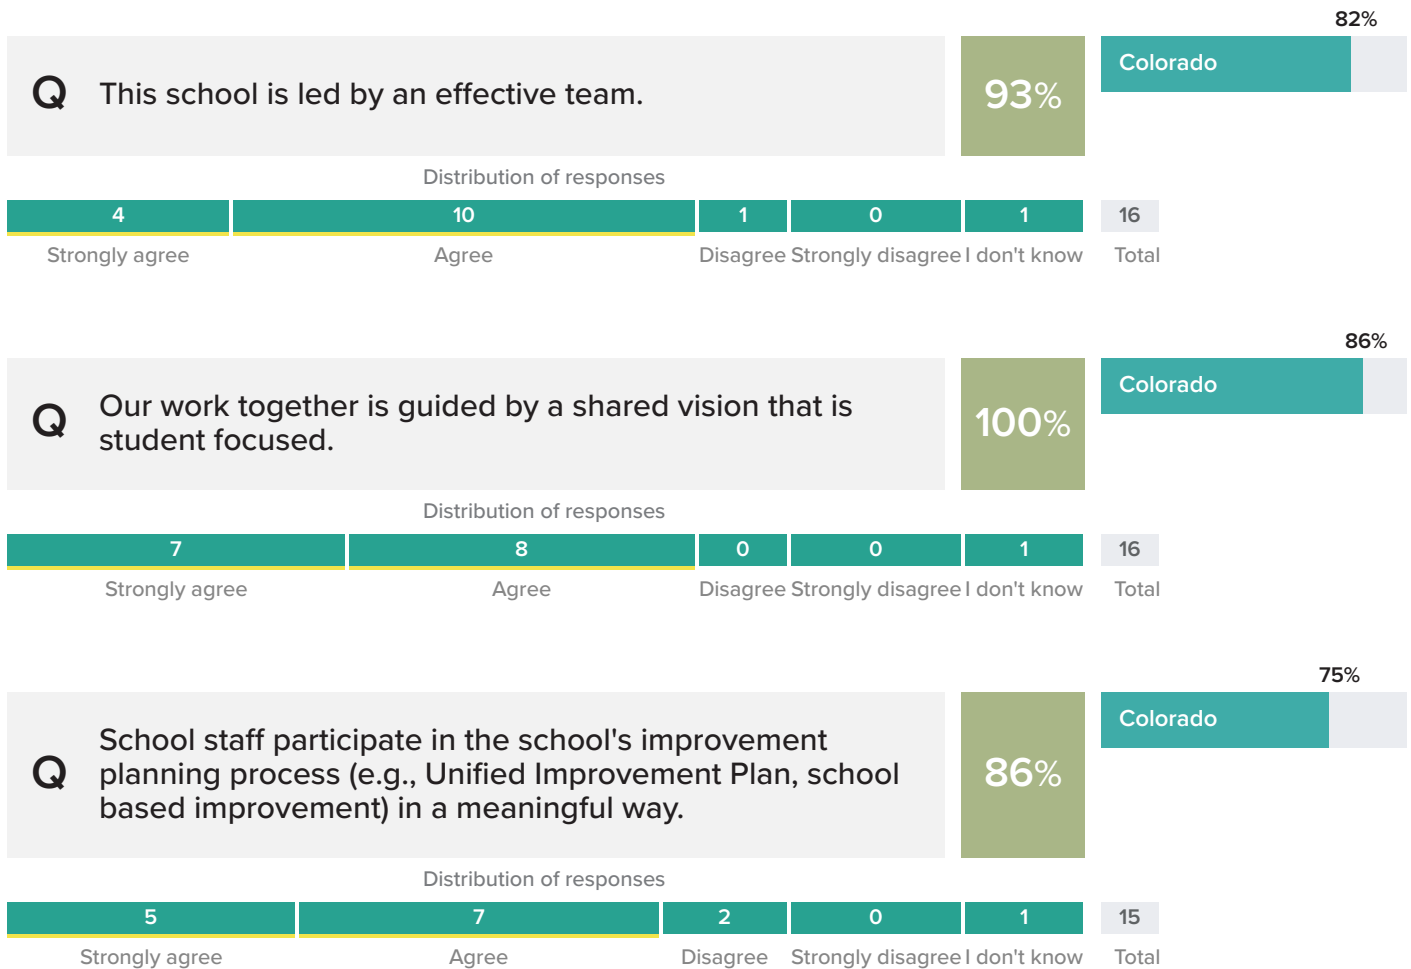 82%
Q This school is led by an effective team.
93%
Colorado
Distribution of responses
4 10 1 0 1 16
Strongly agree Agree Disagree Strongly disagree I don't know Total
86%
Q Our work together is guided by a shared vision that is
student focused.
100%
Colorado
Distribution of responses
7 8 0 0 1 16
Strongly agree Agree Disagree Strongly disagree I don't know Total
75%
Q School staff participate in the school's improvement
planning process (e.g., Unified Improvement Plan, school
based improvement) in a meaningful way.
86%
Colorado
Distribution of responses
5 7 2 0 1 15
Strongly agree Agree Disagree Strongly disagree I don't know Total